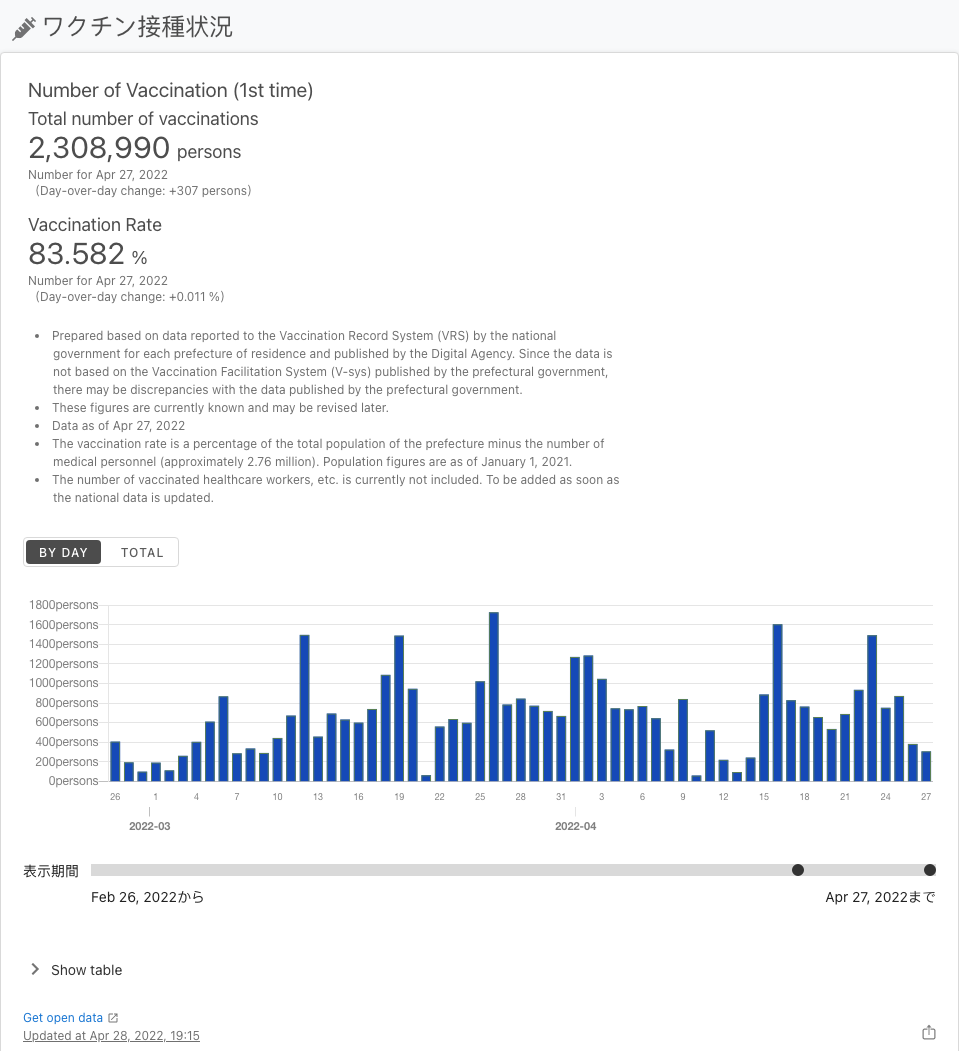 ワクチン接種状況
Number of Vaccination (1st time)
Total number of vaccinations
2,308,990 persons
Number for Apr 27, 2022
(Day-over-day change: +307 persons)
Vaccination Rate
83.582 %
Number for Apr 27, 2022
(Day-over-day change: +0.011 %)
• Prepared based on data reported to the Vaccination Record System (VRS) by the national
government for each prefecture of residence and published by the Digital Agency. Since the data is
not based on the Vaccination Facilitation System (V-sys) published by the prefectural government,
there may be discrepancies with the data published by the prefectural government.
• These figures are currently known and may be revised later.
• Data as of Apr 27, 2022
• The vaccination rate is a percentage of the total population of the prefecture minus the number of
medical personnel (approximately 2.76 million). Population figures are as of January 1, 2021.
• The number of vaccinated healthcare workers, etc. is currently not included. To be added as soon as
the national data is updated.
BY DAY TOTAL
1800persons
1600persons
1400persons
1200persons
1000persons
800persons
600persons
400persons
200persons
0persons
26 1 4 7 10 13 16 19 22 25 28 31 3 6 9 12 15 18 21 24 27
2022-03 2022-04
表示期間
Feb 26, 2022から Apr 27, 2022まで
Show table
Get open data
Updated at Apr 28, 2022, 19:15